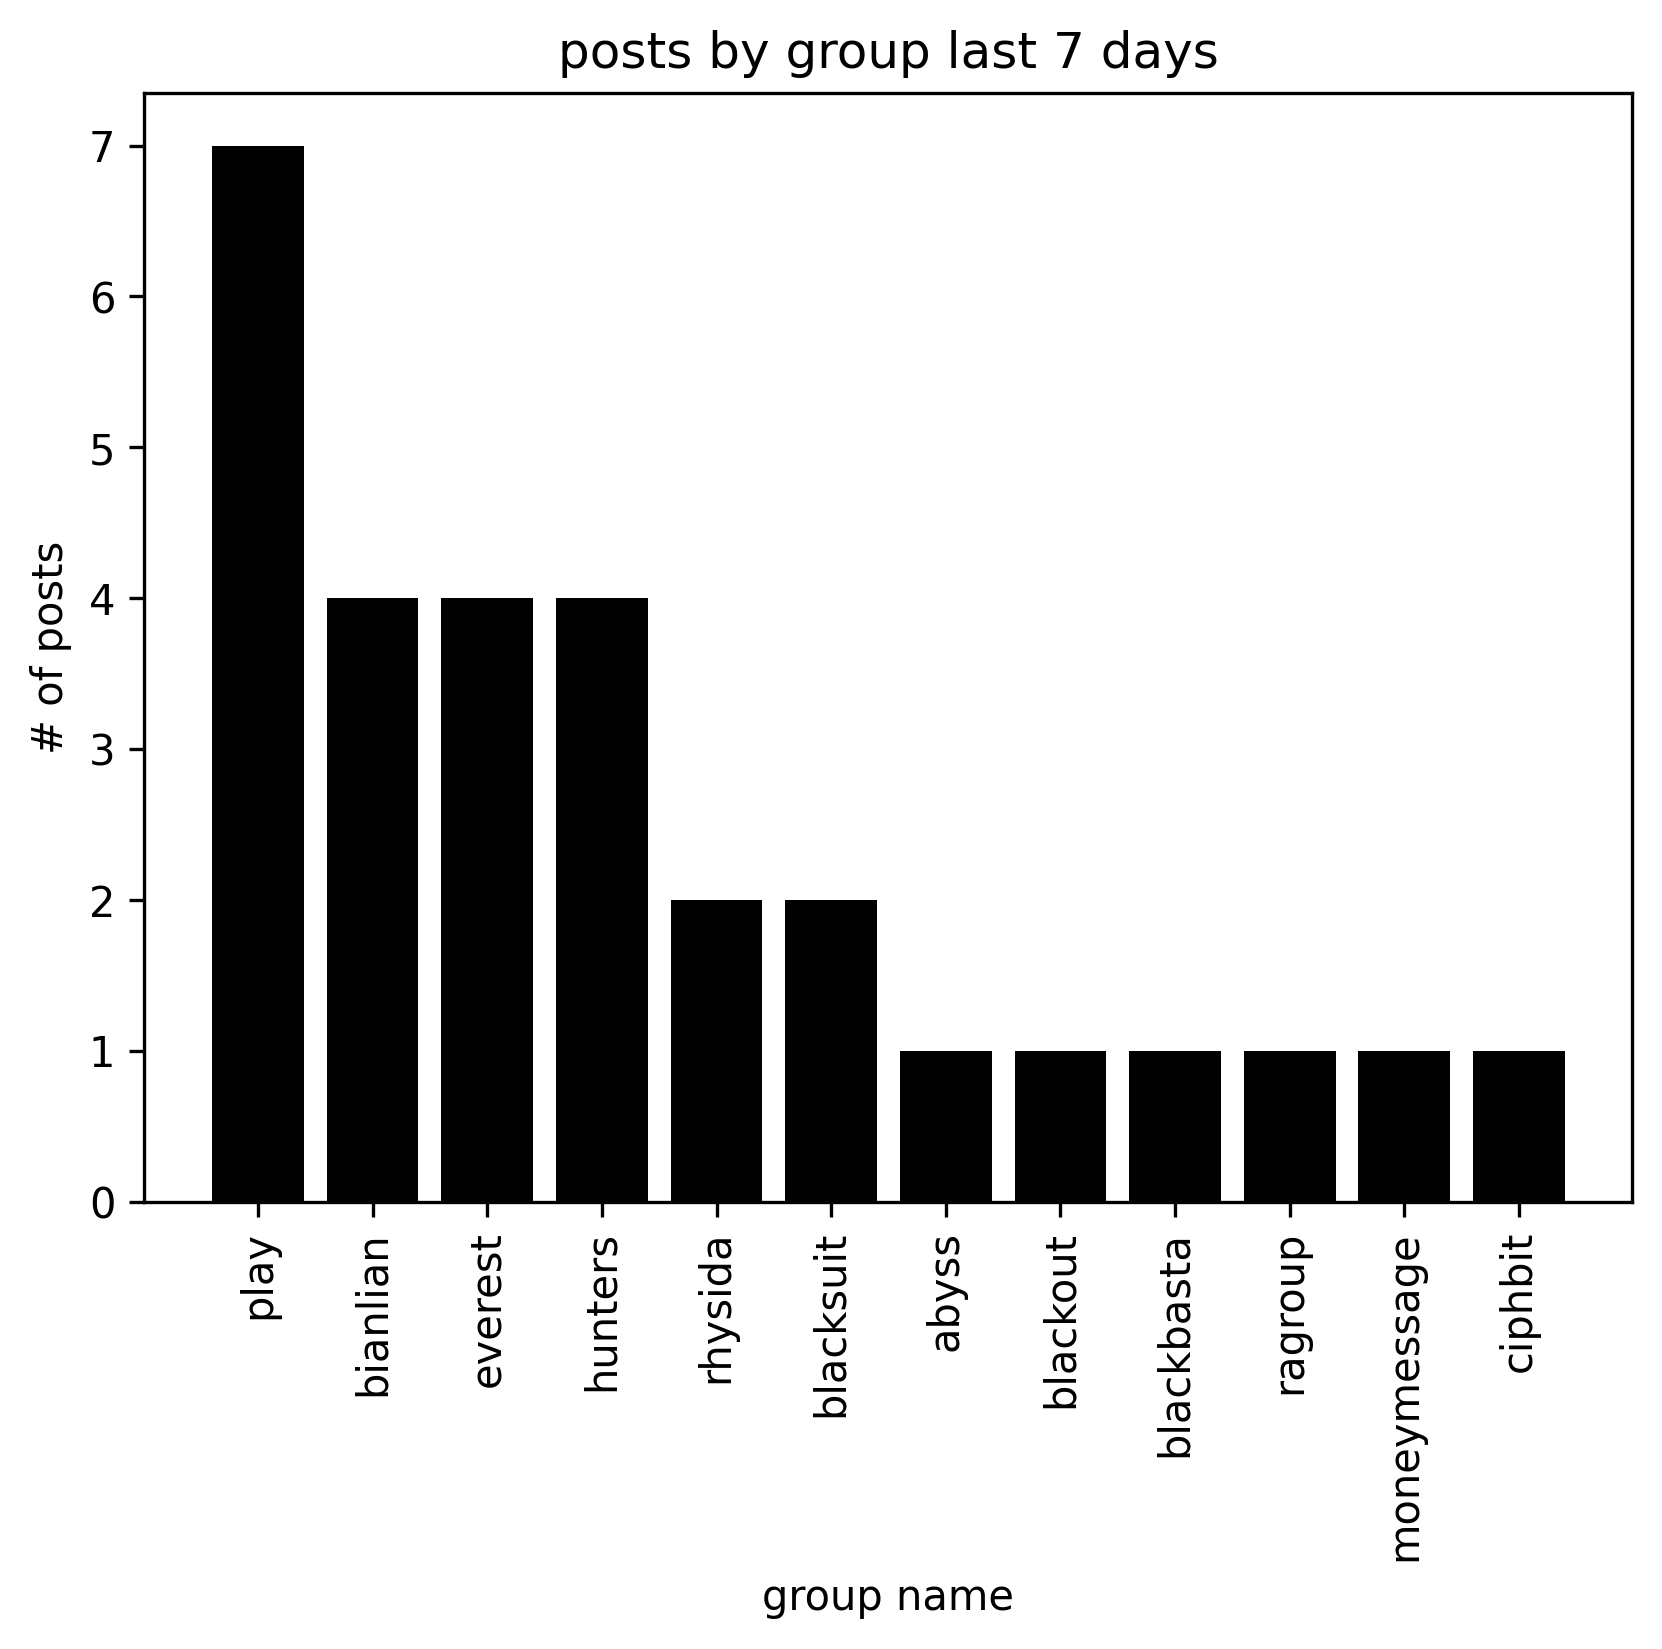 posts by group last 7 days
# of posts
7
6
5
4
3
2
1
0
play
bianlian
everest
hunters
rhysida
blacksuit
abyss
blackout
blackbasta
ragroup
moneymessage
ciphbit
group name